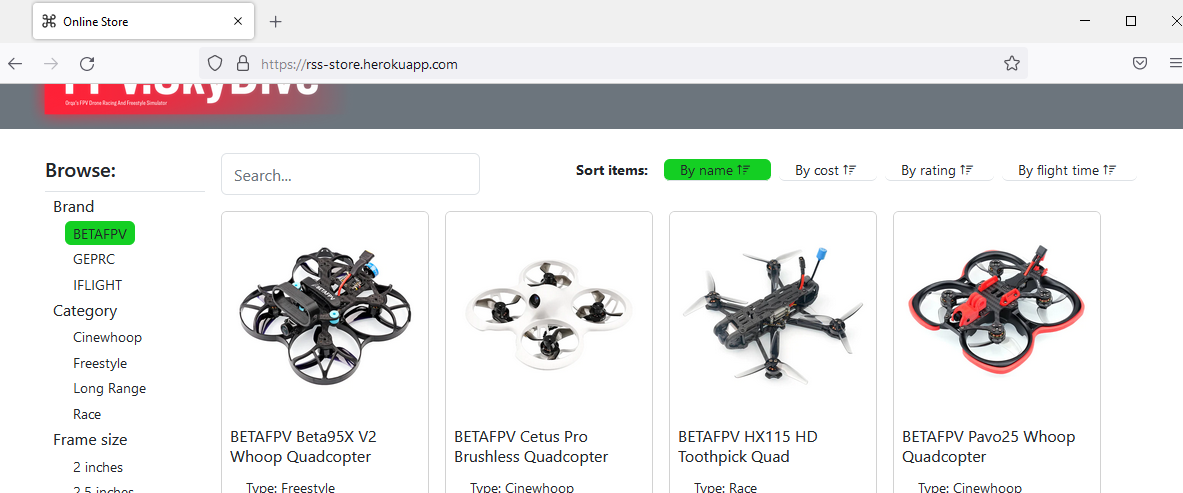 Online Store
https://rss-store.herokuapp.com
FPV.SkyDive
Orqa's FPV Drone Racing And Freestyle Simulator
Browse:
Search...
Sort items:
By name
By cost
By rating
By flight time
Brand
BETAFPV
GEPRC
IFLIGHT
Category
Cinewhoop
Freestyle
Long Range
Race
Frame size
2 inches
2.5 inches
BETAFPV Beta95X V2
Whoop Quadcopter
Type: Freestyle
BETAFPV Cetus Pro
Brushless Quadcopter
Type: Cinewhoop
BETAFPV HX115 HD
Toothpick Quad
Type: Race
BETAFPV Pavo25 Whoop
Quadcopter
Type: Cinewhoop